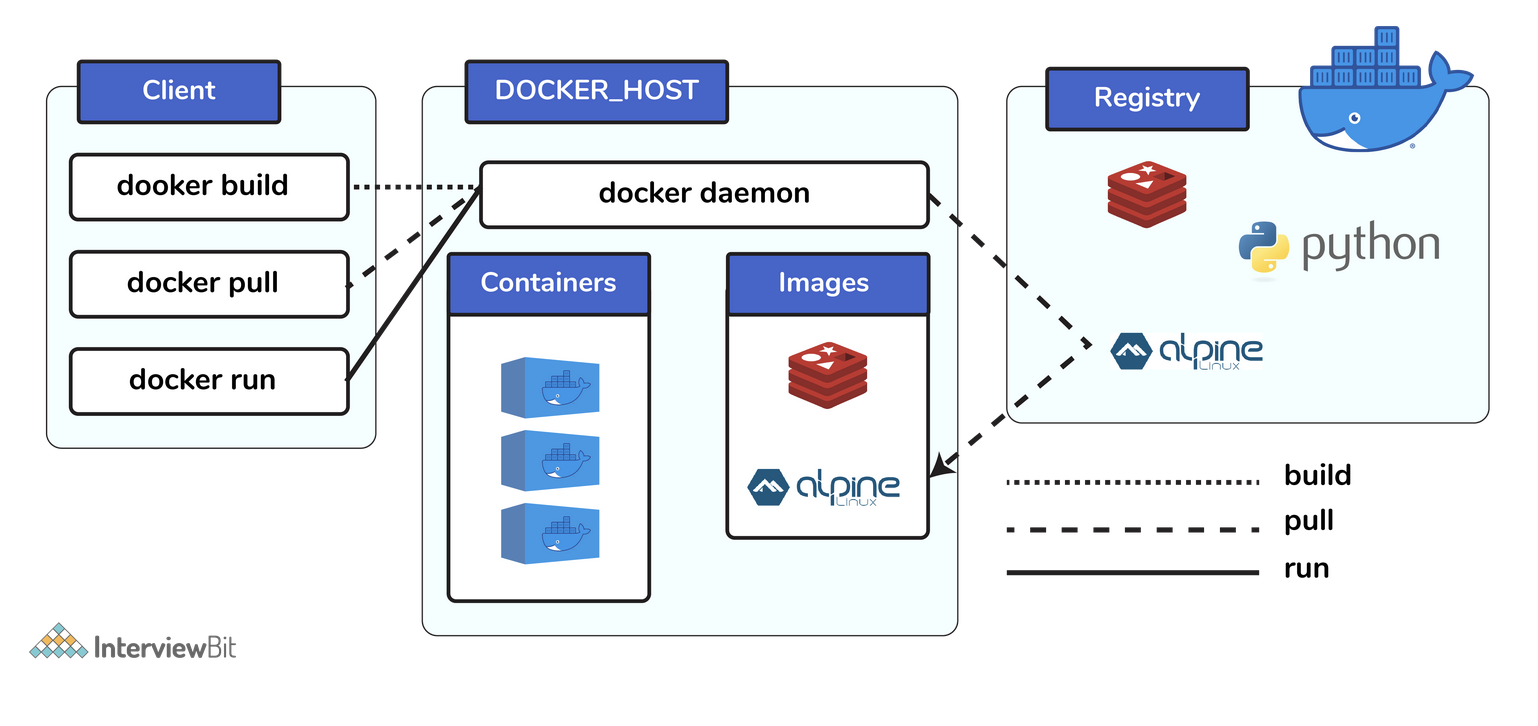 Client
dooker build
docker pull
docker run
DOCKER_HOST
docker daemon
Containers
Images
alpine
Linux
Registry
python
alpine
Linux
build
pull
run
InterviewBit